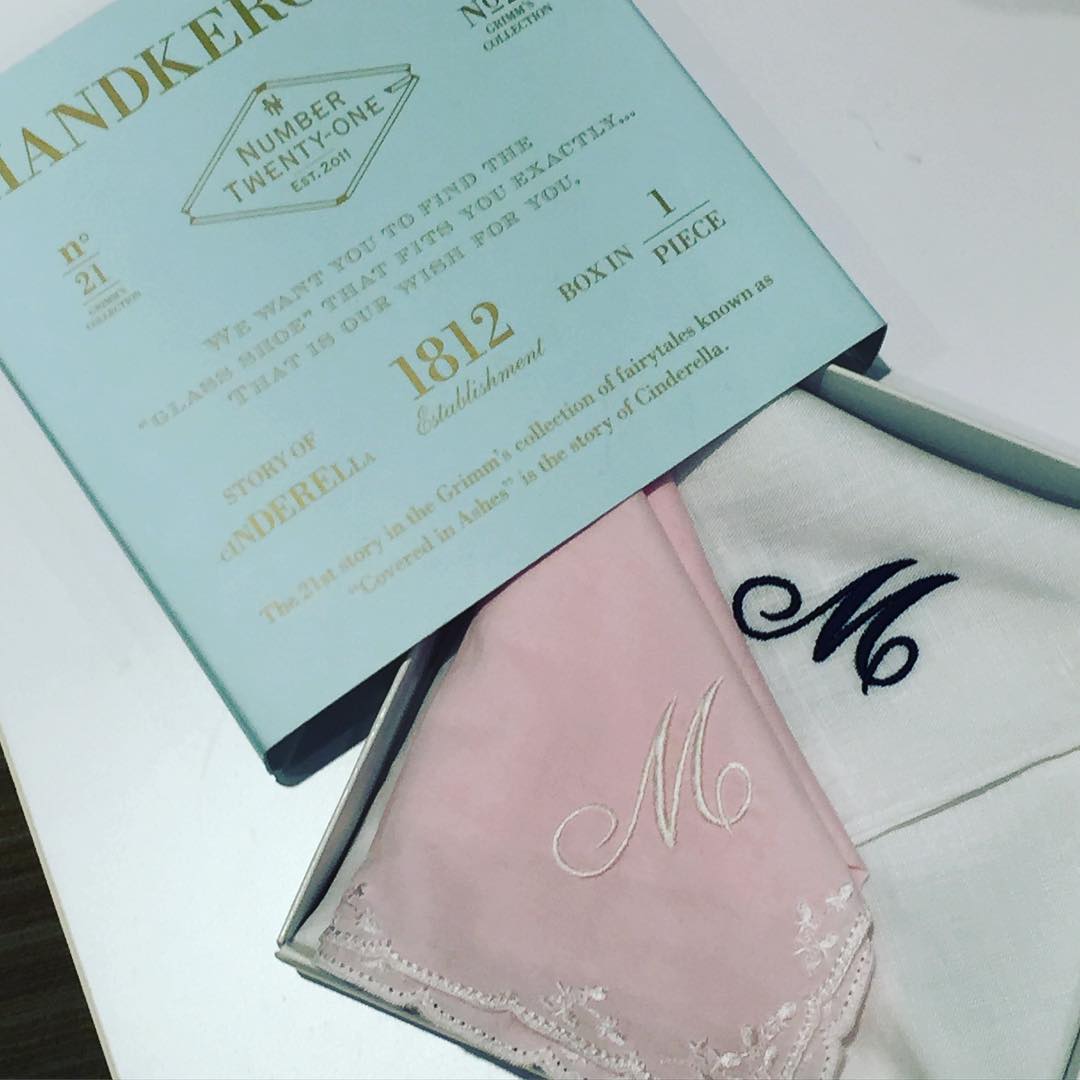 HANDKERC
No
GRIMM'S
COLLECTION
N
NUMBER
TWENTY-ONE
EST. 2011
no
21
GRIMM'S
COLLECTION
WE WANT YOU TO FIND THE
"GLASS SHOE" THAT FITS YOU EXACTLY...
THAT IS OUR WISH FOR YOU.
1812
Establishment
BOX IN
1
PIECE
STORY OF
CINDERELLA
The 21st story in the Grimm's collection of fairytales known as
"Covered in Ashes" is the story of Cinderella.
M
M